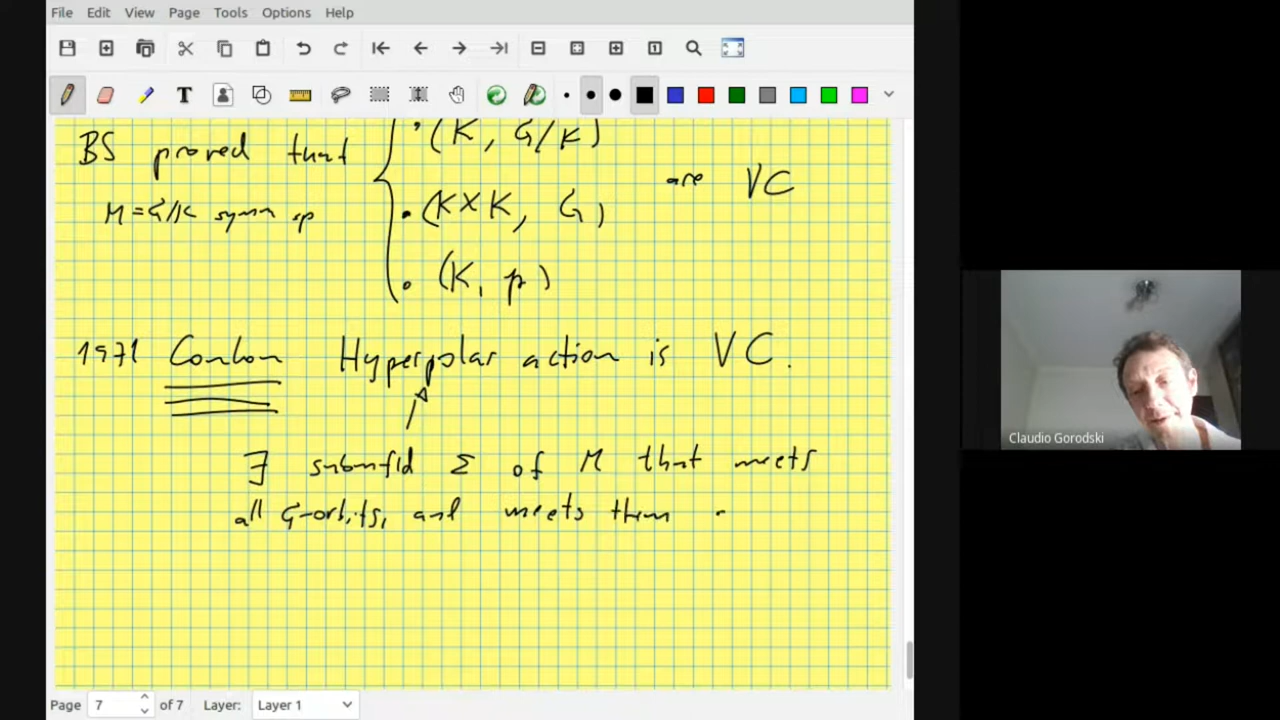 File Edit View Page Tools Options Help
BS proved that
M=G/K symm sp
• (K, G/K)
• (K×K, G)
• (K, p)
are VC
1971 Conlon Hyperpolar action is VC.
∃ submfld Σ of M that meets
all G-orbits, and meets them
Claudio Gorodski
Page 7 of 7 Layer: Layer 1